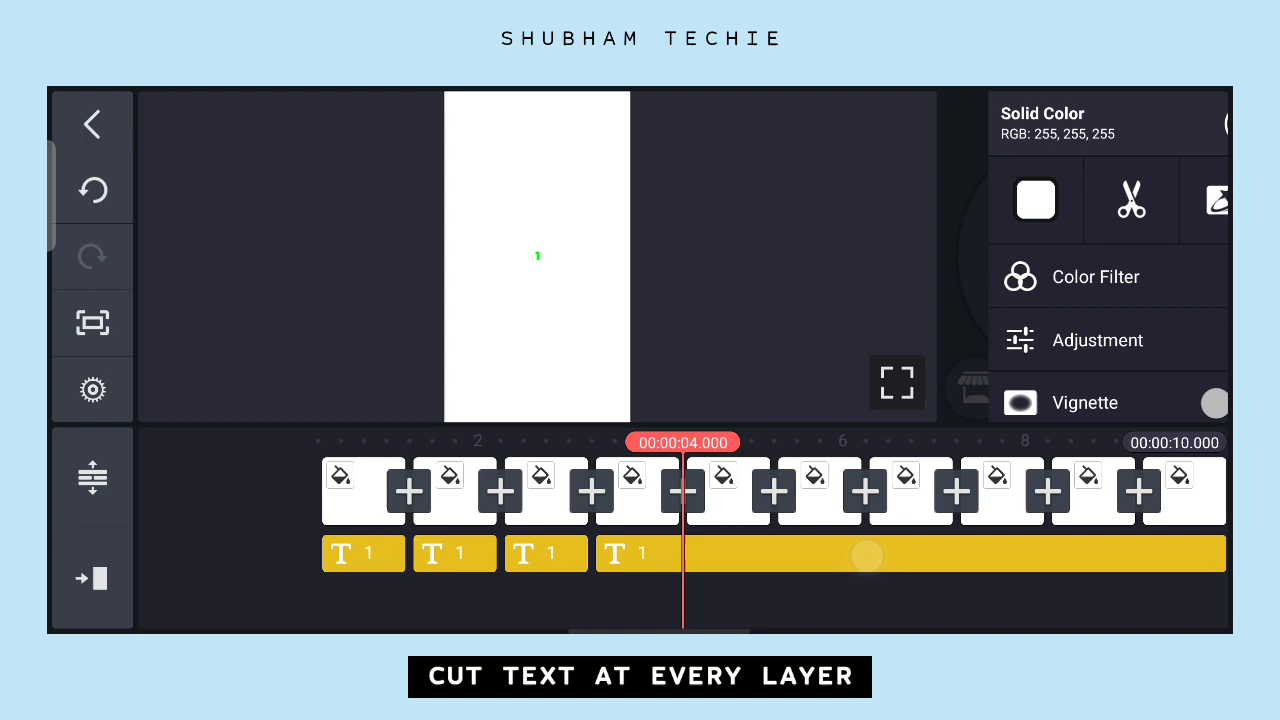 SHUBHAM TECHIE
Solid Color
RGB: 255, 255, 255
1
Color Filter
Adjustment
Vignette
2
00:00:04.000
6
8
00:00:10.000
T 1
T 1
T 1
T 1
CUT TEXT AT EVERY LAYER